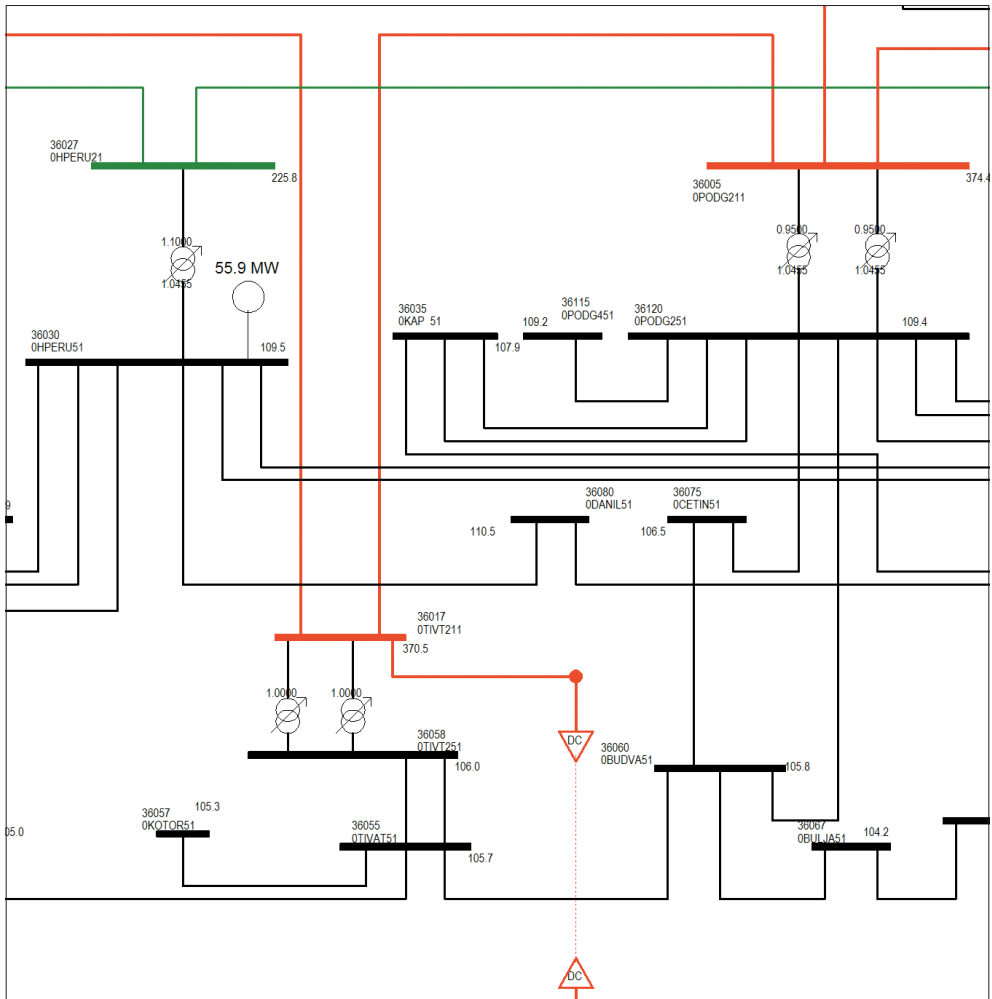 36027
0HPERU21
225.8
36005
0PODG211
374.4
1.1000
1.0455
55.9 MW
0.9500
1.0455
0.9500
1.0455
36030
0HPERU51
109.5
36035
0KAP 51
107.9
36115
0PODG451
109.2
36120
0PODG251
109.4
9
36080
0DANIL51
110.5
36075
0CETIN51
106.5
36017
0TIVT211
370.5
1.0000
1.0000
36058
0TIVT251
106.0
DC
36060
0BUDVA51
105.8
05.0
36057
0KOTOR51
105.3
36055
0TIVAT51
105.7
36067
0BULJA51
104.2
DC